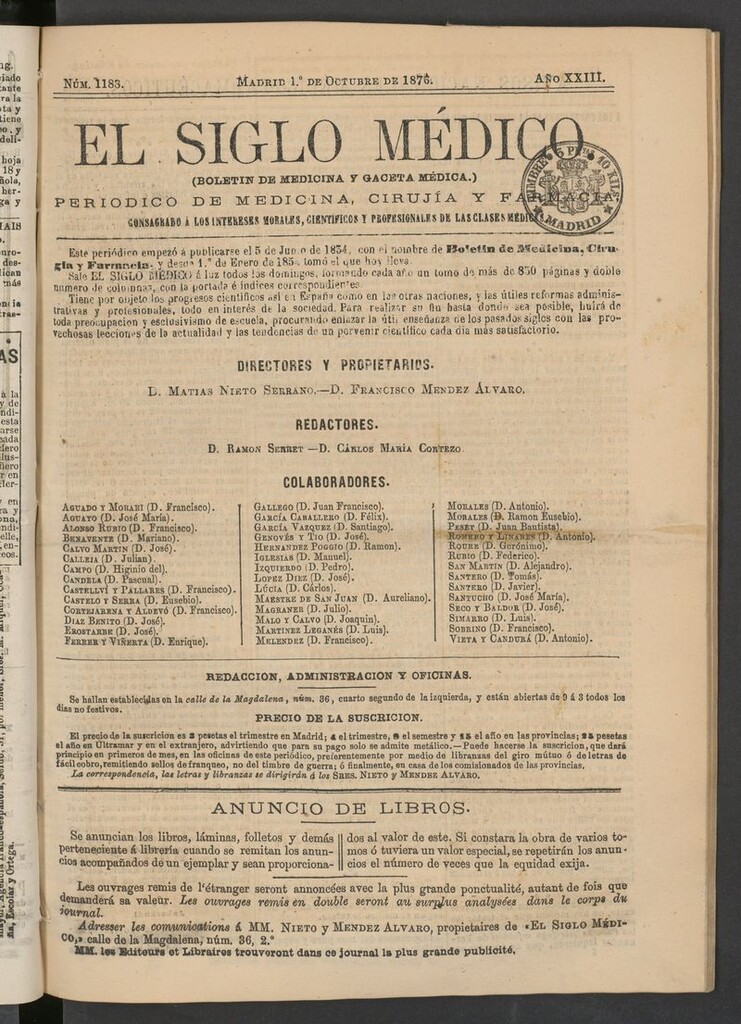 NÚM. 1183. MADRID 1.º DE OCTUBRE DE 1876. AÑO XXIII.
EL SIGLO MÉDICO
(BOLETIN DE MEDICINA Y GACETA MÉDICA.)
PERIODICO DE MEDICINA, CIRUJÍA Y FARMACIA
CONSAGRADO Á LOS INTERESES MORALES, CIENTIFICOS Y PROFESIONALES DE LAS CLASES MÉDIC
TIMBRE 5 PTAS 10 KILS
MADRID
Este periódico empezó á publicarse el 5 de Junio de 1834, con el nombre de Boletin de Medicina, Ciru-
gía y Farmacia, y desde 1.º de Enero de 185 tomó el que hoy lleva.
Sale EL SIGLO MÉDICO á luz todos los domingos, formando cada año un tomo de más de 830 páginas y doble
número de columnas, con la portada é índices correspondientes.
Tiene por objeto los progresos científicos así en España como en las otras naciones, y las útiles reformas adminis-
trativas y profesionales, todo en interés de la sociedad. Para realizar su fin hasta donde sea posible, huirá de
toda preocupacion y esclusivismo de escuela, procurando enlazar la útil enseñanza de los pasados siglos con las pro-
vechosas lecciones de la actualidad y las tendencias de un porvenir científico cada dia más satisfactorio.
DIRECTORES Y PROPIETARIOS.
D. MATIAS NIETO SERRANO.—D. FRANCISCO MENDEZ ÁLVARO.
REDACTORES.
D. RAMON SERRET —D. CÁRLOS MARÍA CORTEZO.
COLABORADORES.
AGUADO Y MORARI (D. Francisco).
AGUAYO (D. José María).
ALONSO RUBIO (D. Francisco).
BENAVENTE (D. Mariano).
CALVO MARTIN (D. José).
CALLEJA (D. Julian).
CAMPO (D. Higinio del).
CANDELA (D. Pascual).
CASTELLVÍ Y PALLARES (D. Francisco).
CASTELO Y SERRA (D. Eusebio).
CORTEJARENA Y ALDEVÓ (D. Francisco).
DIAZ BENITO (D. José).
EROSTARBE (D. José).
FERRER Y VIÑERTA (D. Enrique).
GALLEGO (D. Juan Francisco).
GARCÍA CABALLERO (D. Félix).
GARCÍA VAZQUEZ (D. Santiago).
GENOVÉS Y TIO (D. José).
HERNANDEZ POGGIO (D. Ramon).
IGLESIAS (D. Manuel).
IZQUIERDO (D. Pedro).
LOPEZ DIEZ (D. José).
LÚCIA (D. Cárlos).
MAESTRE DE SAN JUAN (D. Aureliano).
MAGRANER (D. Julio).
MALO Y CALVO (D. Joaquin).
MARTINEZ LEGANÉS (D. Luis).
MELENDEZ (D. Francisco).
MORALES (D. Antonio).
MORALES (D. Ramon Eusebio).
PESET (D. Juan Bautista).
ROMERO Y LINARES (D. Antonio).
ROURE (D. Gerónimo).
RUBIO (D. Federico).
SAN MARTIN (D. Alejandro).
SANTERO (D. Tomás).
SANTERO (D. Javier).
SANTUCHO (D. José María).
SECO Y BALDOR (D. José).
SIMARRO (D. Luis).
SOBRINO (D. Francisco).
VIETA Y CANDURÁ (D. Antonio).
REDACCION, ADMINISTRACION Y OFICINAS.
Se hallan establecidas en la calle de la Magdalena, núm. 36, cuarto segundo de la izquierda, y están abiertas de 9 á 3 todos los
dias no festivos.
PRECIO DE LA SUSCRICION.
El precio de la suscricion es 3 pesetas el trimestre en Madrid; 4 el trimestre, 8 el semestre y 15 el año en las provincias; 25 pesetas
el año en Ultramar y en el extranjero, advirtiendo que para su pago solo se admite metálico.—Puede hacerse la suscricion, que dará
principio en primeros de mes, en las oficinas de este periódico, preferentemente por medio de libranzas del giro mútuo ó de letras de
fácil cobro, remitiendo sellos de franqueo, no del timbre de guerra; ó finalmente, en casa de los comisionados de las provincias.
La correspondencia, las letras y libranzas se dirigirán á los SRES. NIETO Y MENDEZ ALVARO.
ANUNCIO DE LIBROS.
Se anuncian los libros, láminas, folletos y demás
perteneciente á librería cuando se remitan los anun-
cios acompañados de un ejemplar y sean proporciona-
dos al valor de este. Si constara la obra de varios to-
mos ó tuviera un valor especial, se repetirán los anun-
cios el número de veces que la equidad exija.
Les ouvrages remis de l'étranger seront annoncées avec la plus grande ponctualité, autant de fois que
demanderá sa valeur. Les ouvrages remis en double seront au surplus analysées dans le corps du
journal.
Adresser les comunications á MM. NIETO y MENDEZ ALVARO, propietaires de «EL SIGLO MÉDI-
CO,» calle de la Magdalena, núm. 36, 2.º
MM. les Editeurs et Libraires trouveront dans ce journal la plus grande publicité.